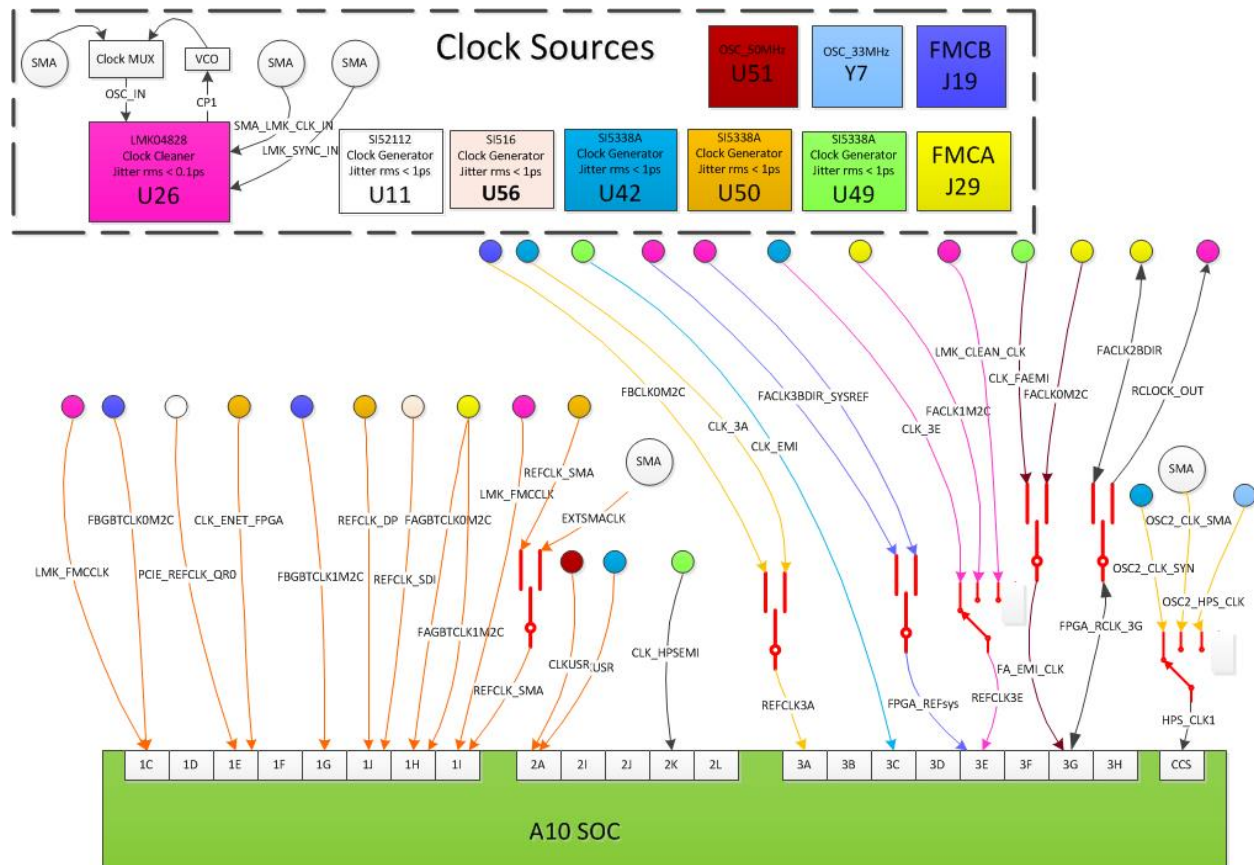 Clock Sources
SMA
Clock MUX
VCO
SMA
SMA
OSC_IN
CP1
SMA_LMK_CLK_IN
LMK_SYNC_IN
OSC_50MHz
U51
OSC_33MHz
Y7
FMCB
J19
LMK04828
Clock Cleaner
Jitter rms < 0.1ps
U26
SI52112
Clock Generator
Jitter rms < 1ps
U11
SI516
Clock Generator
Jitter rms < 1ps
U56
SI5338A
Clock Generator
Jitter rms < 1ps
U42
SI5338A
Clock Generator
Jitter rms < 1ps
U50
SI5338A
Clock Generator
Jitter rms < 1ps
U49
FMCA
J29
LMK_CLEAN_CLK
CLK_FAEMI
FACLK0M2C
FACLK2BDIR
RCLOCK_OUT
FBCLK0M2C
FACLK3BDIR_SYSREF
FACLK1M2C
CLK_3A
CLK_3E
CLK_EMI
REFCLK_SMA
SMA
SMA
LMK_FMCCLK
FBGBTCLK0M2C
CLK_ENET_FPGA
REFCLK_DP
FAGBTCLK0M2C
EXTSMACLK
OSC2_CLK_SMA
OSC2_CLK_SYN
OSC2_HPS_CLK
LMK_FMCCLK
PCIE_REFCLK_QR0
FBGBTCLK1M2C
REFCLK_SDI
FAGBTCLK1M2C
CLKUSR
USR
CLK_HPSEMI
FPGA_RCLK_3G
FA_EMI_CLK
REFCLK_SMA
REFCLK3A
FPGA_REFsys
REFCLK3E
HPS_CLK1
1C
1D
1E
1F
1G
1J
1H
1I
2A
2I
2J
2K
2L
3A
3B
3C
3D
3E
3F
3G
3H
CCS
A10 SOC